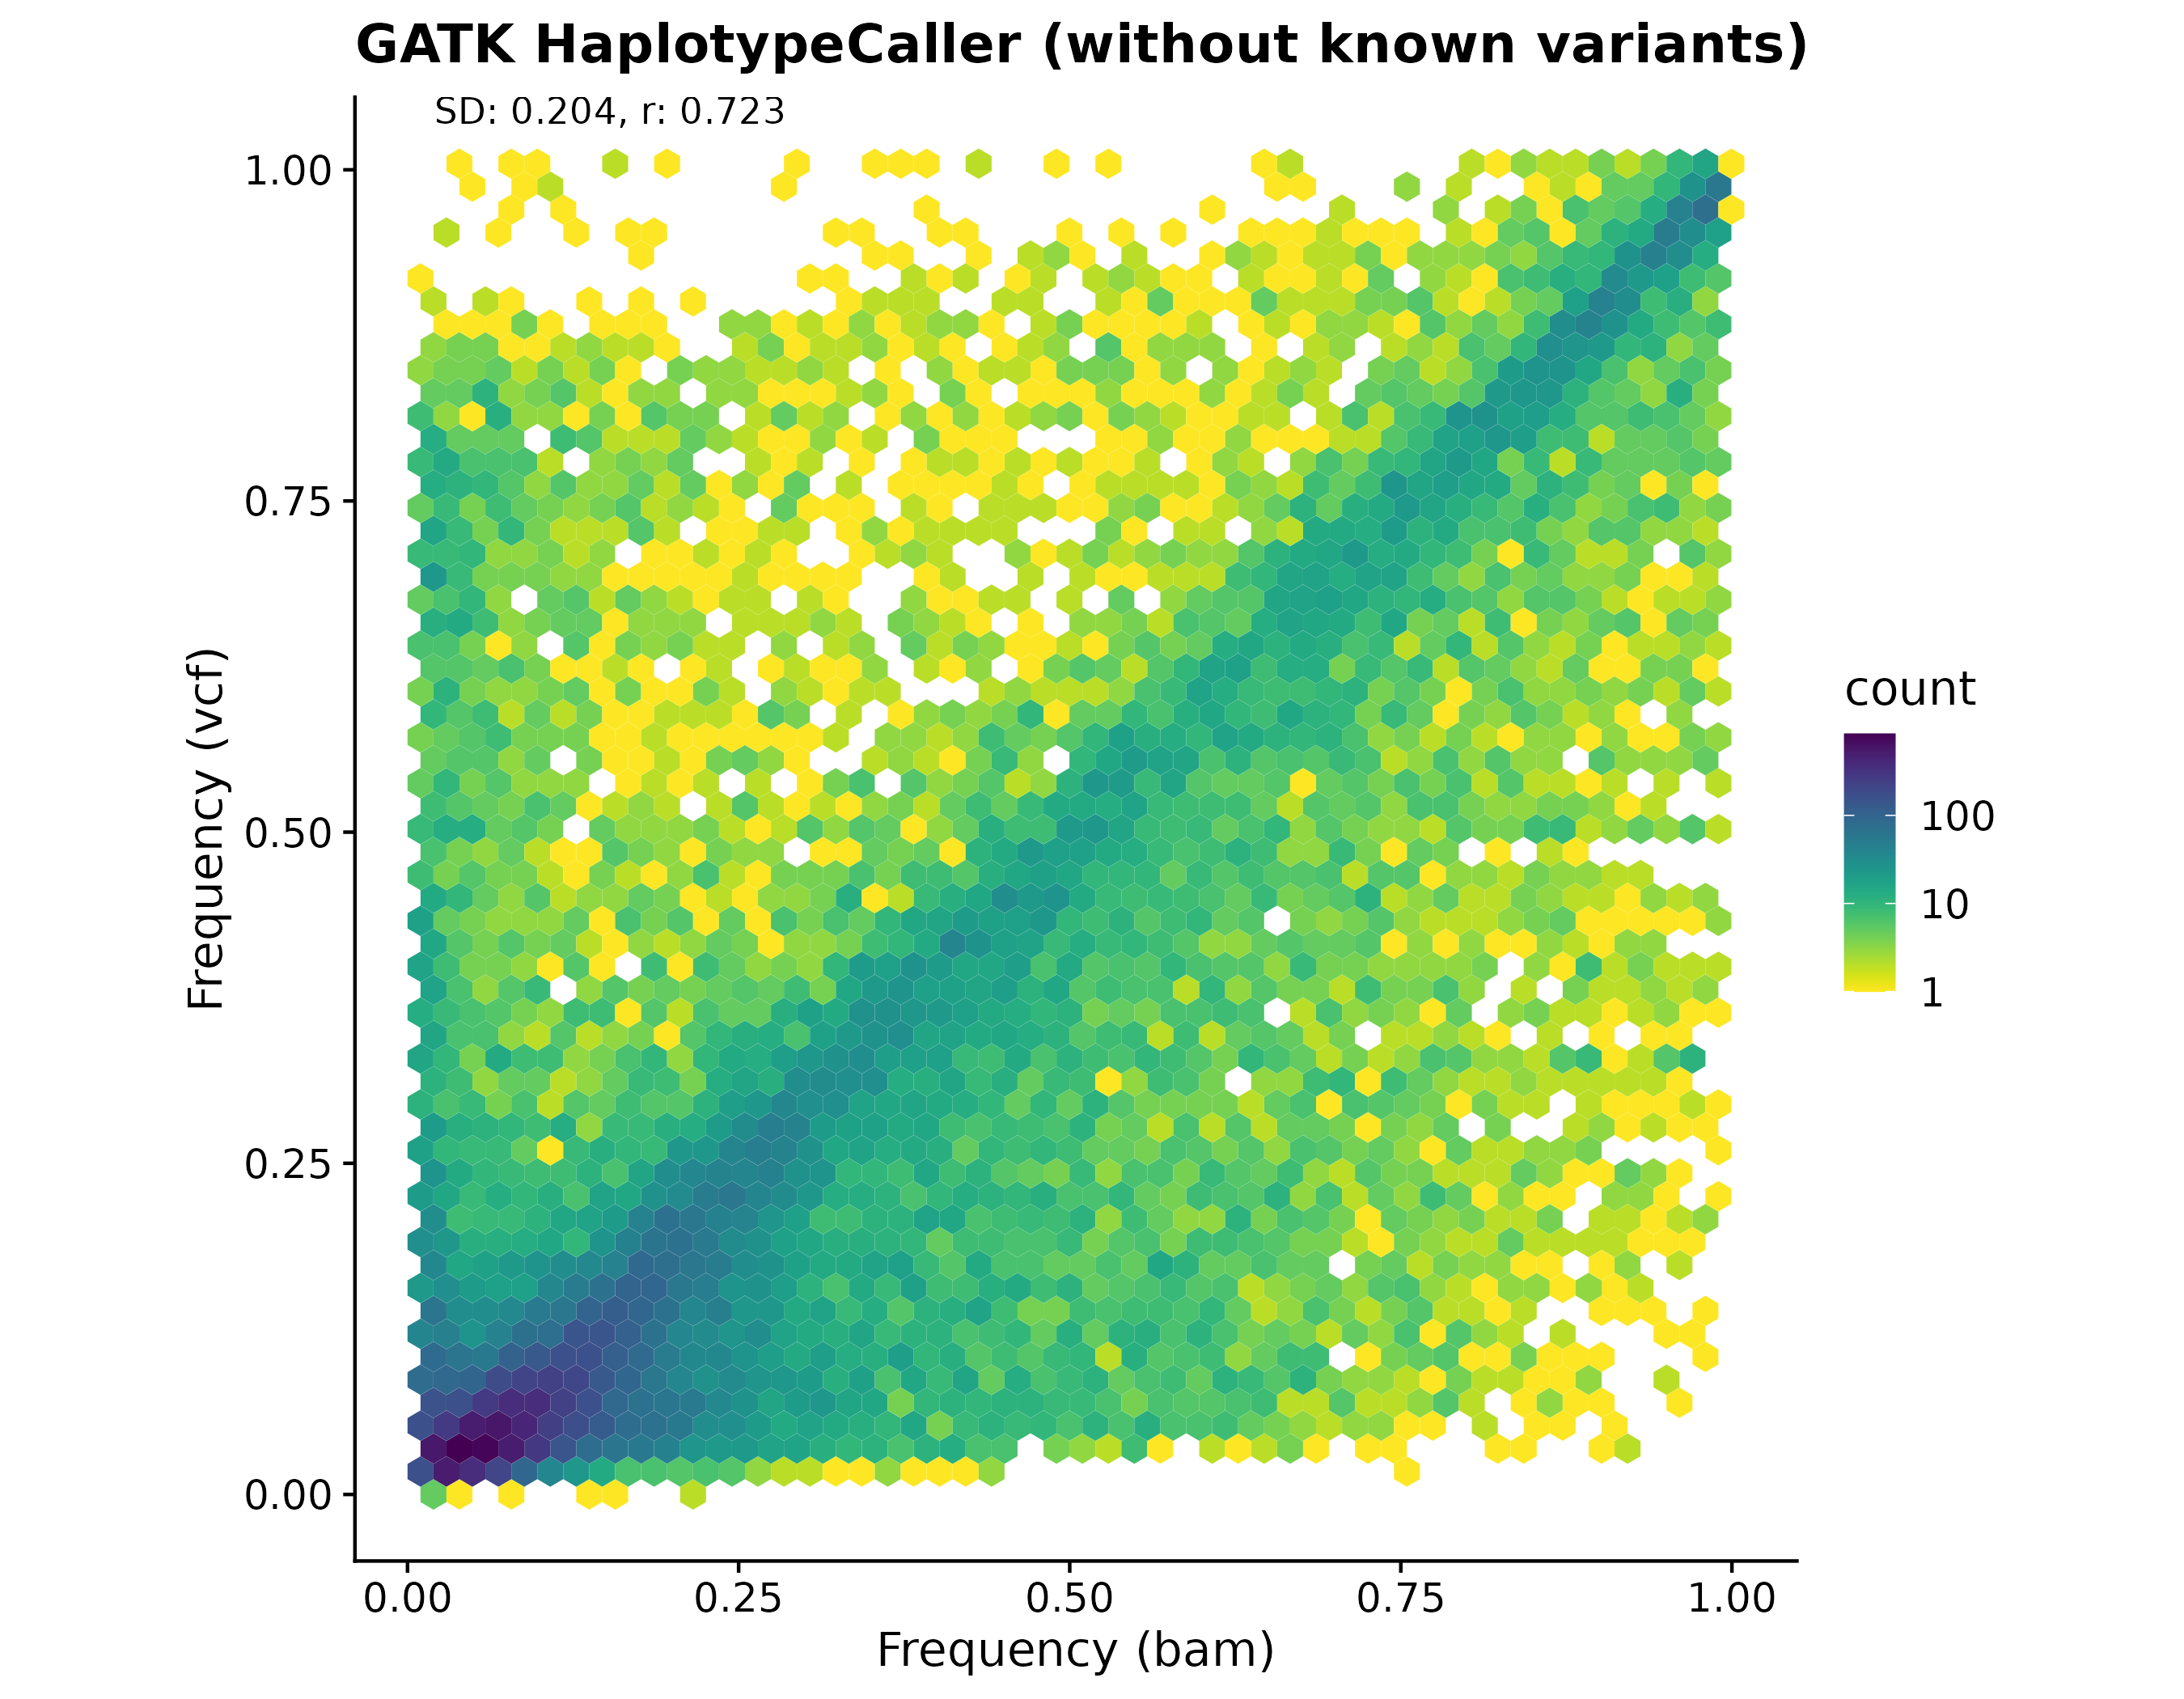 GATK HaplotypeCaller (without known variants)
SD: 0.204, r: 0.723
1.00
0.75
0.50
0.25
0.00
Frequency (vcf)
0.00 0.25 0.50 0.75 1.00
Frequency (bam)
count
100
10
1